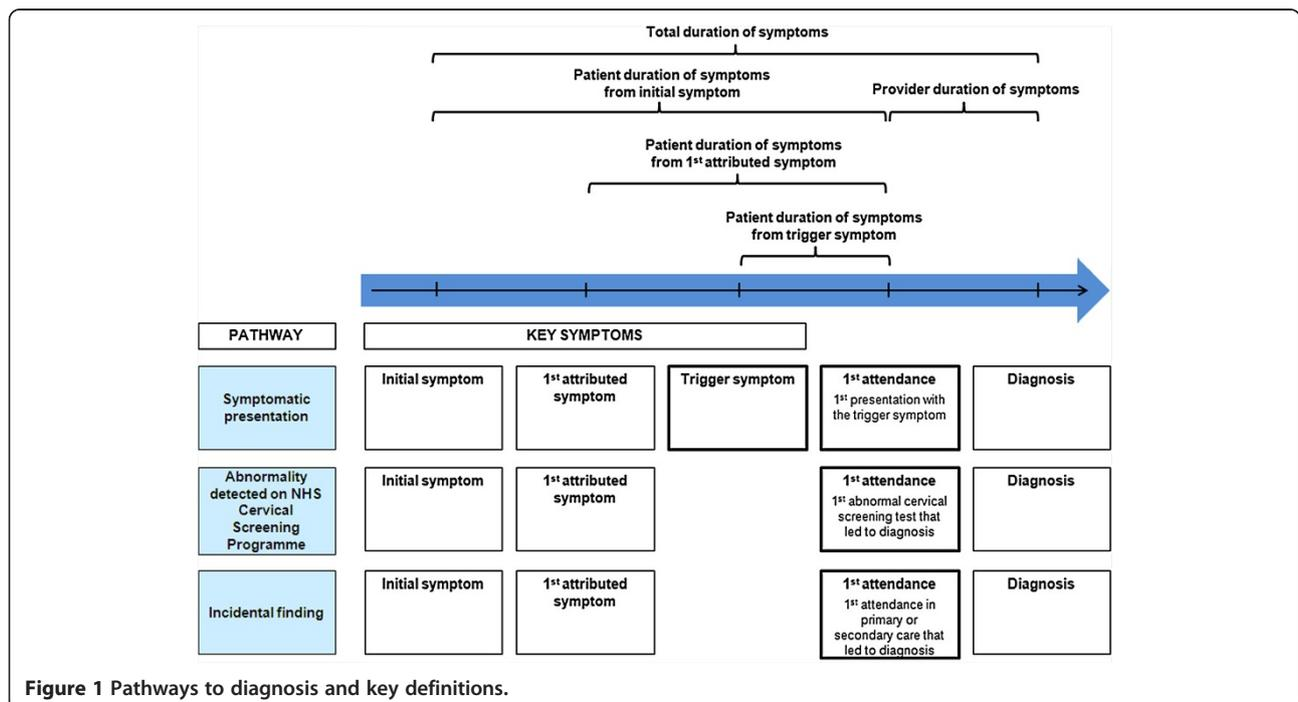 Total duration of symptoms
Patient duration of symptoms
from initial symptom
Provider duration of symptoms
Patient duration of symptoms
from 1st attributed symptom
Patient duration of symptoms
from trigger symptom
PATHWAY
KEY SYMPTOMS
Symptomatic
presentation
Initial symptom
1st attributed
symptom
Trigger symptom
1st attendance
1st presentation with
the trigger symptom
Diagnosis
Abnormality
detected on NHS
Cervical
Screening
Programme
Initial symptom
1st attributed
symptom
1st attendance
1st abnormal cervical
screening test that
led to diagnosis
Diagnosis
Incidental finding
Initial symptom
1st attributed
symptom
1st attendance
1st attendance in
primary or
secondary care that
led to diagnosis
Diagnosis
Figure 1 Pathways to diagnosis and key definitions.